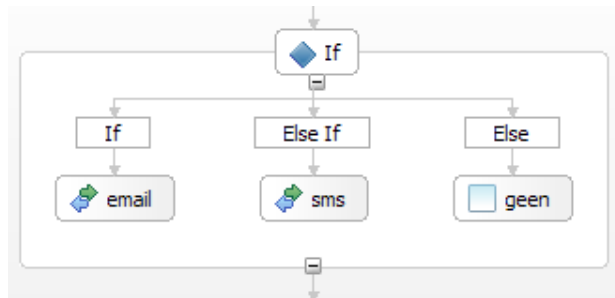 If
If
Else If
Else
email
sms
geen